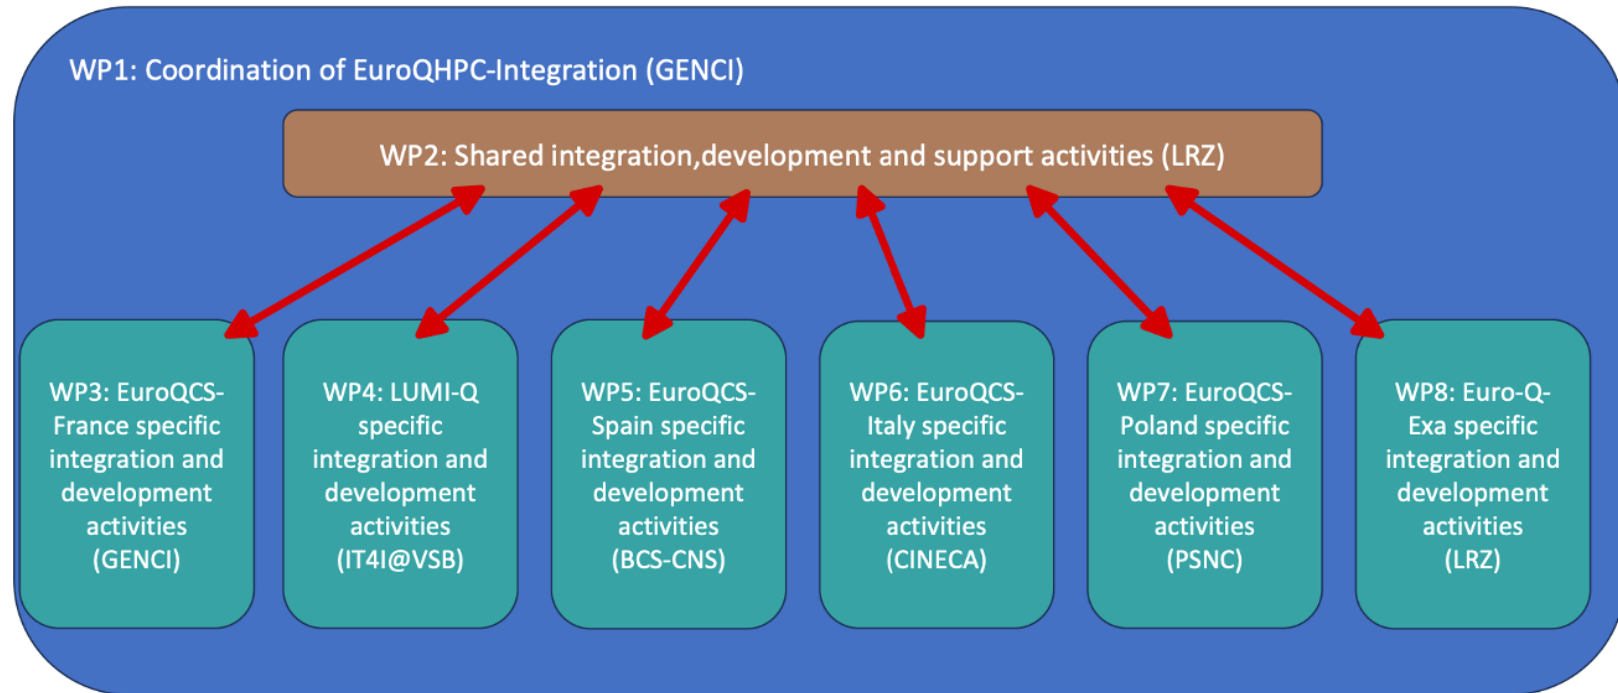 WP1: Coordination of EuroQHPC-Integration (GENCI)
WP2: Shared integration,development and support activities (LRZ)
WP3: EuroQCS-
France specific
integration and
development
activities
(GENCI)
WP4: LUMI-Q
specific
integration and
development
activities
(IT4I@VSB)
WP5: EuroQCS-
Spain specific
integration and
development
activities
(BCS-CNS)
WP6: EuroQCS-
Italy specific
integration and
development
activities
(CINECA)
WP7: EuroQCS-
Poland specific
integration and
development
activities
(PSNC)
WP8: Euro-Q-
Exa specific
integration and
development
activities
(LRZ)